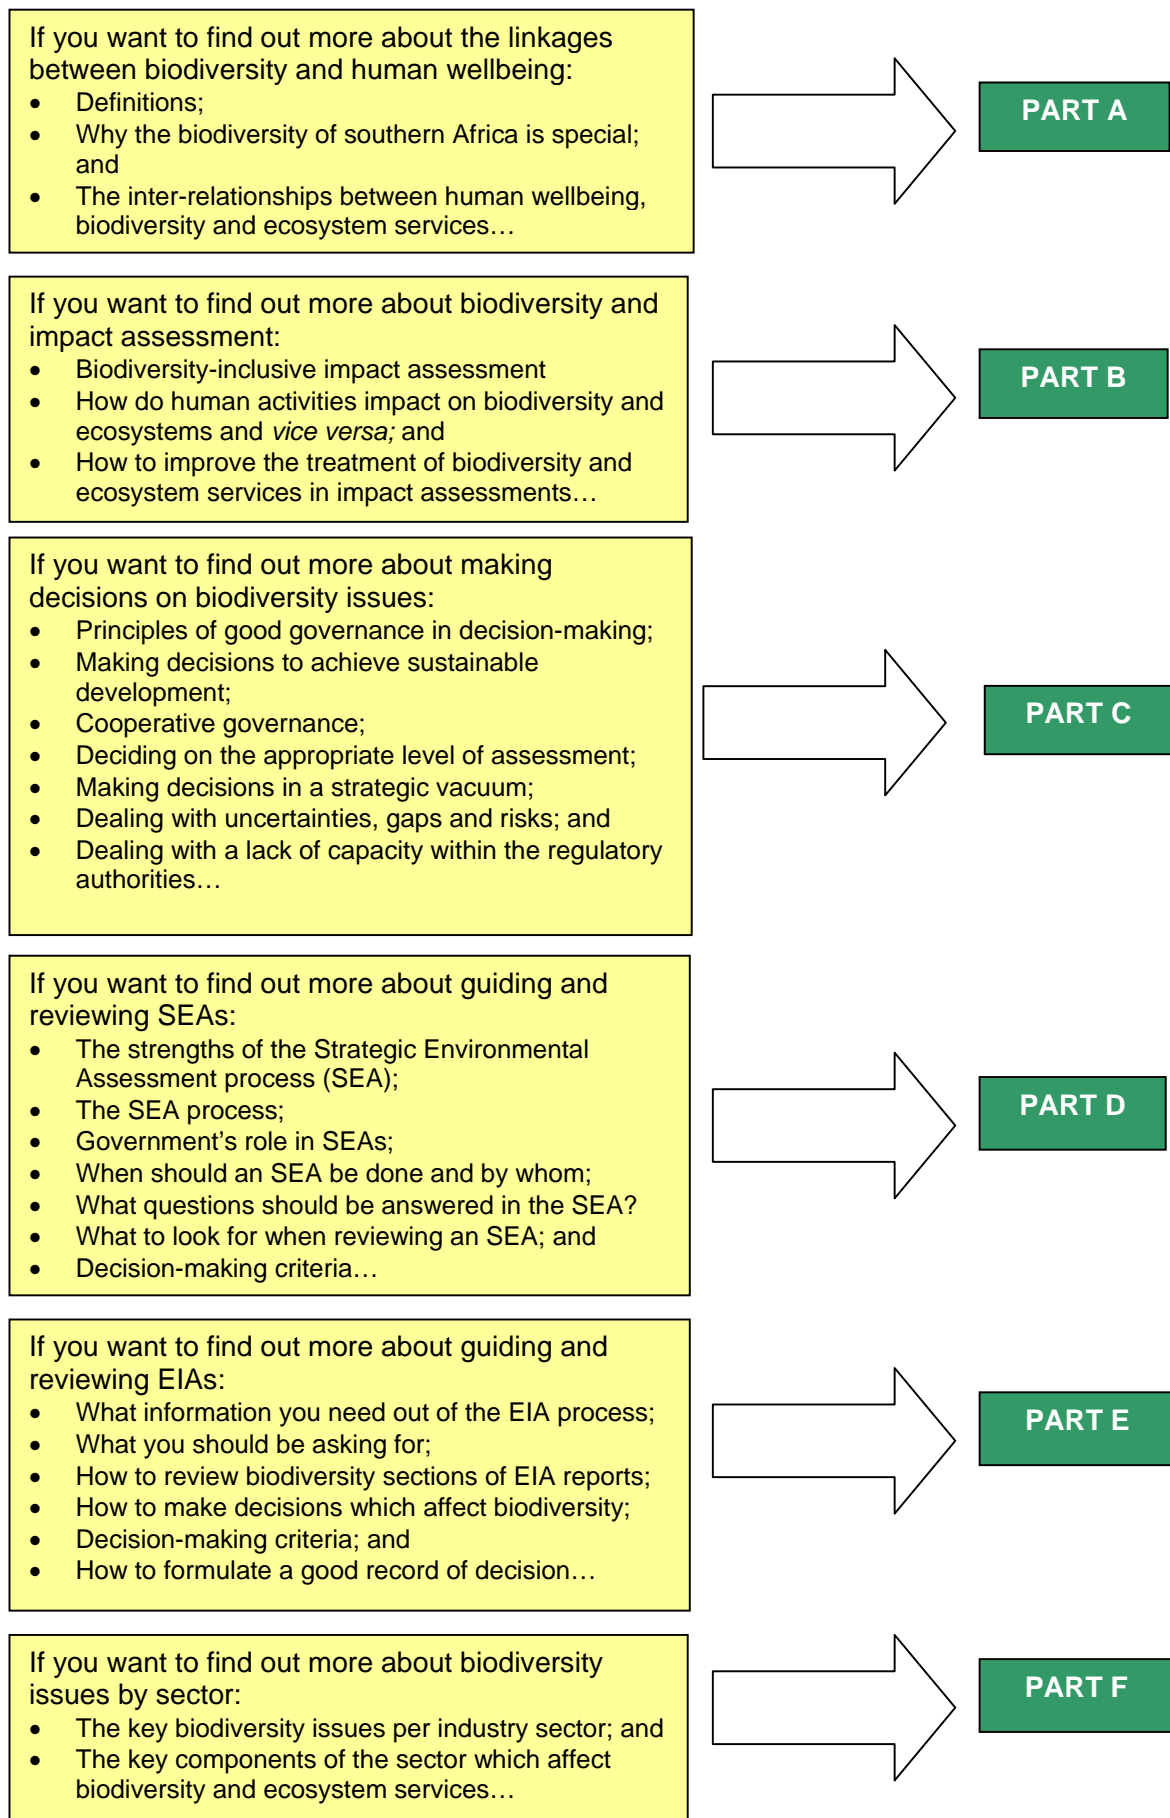 If you want to find out more about the linkages
between biodiversity and human wellbeing:
• Definitions;
• Why the biodiversity of southern Africa is special;
and
• The inter-relationships between human wellbeing,
biodiversity and ecosystem services…
PART A
If you want to find out more about biodiversity and
impact assessment:
• Biodiversity-inclusive impact assessment
• How do human activities impact on biodiversity and
ecosystems and vice versa; and
• How to improve the treatment of biodiversity and
ecosystem services in impact assessments…
PART B
If you want to find out more about making
decisions on biodiversity issues:
• Principles of good governance in decision-making;
• Making decisions to achieve sustainable
development;
• Cooperative governance;
• Deciding on the appropriate level of assessment;
• Making decisions in a strategic vacuum;
• Dealing with uncertainties, gaps and risks; and
• Dealing with a lack of capacity within the regulatory
authorities…
PART C
If you want to find out more about guiding and
reviewing SEAs:
• The strengths of the Strategic Environmental
Assessment process (SEA);
• The SEA process;
• Government’s role in SEAs;
• When should an SEA be done and by whom;
• What questions should be answered in the SEA?
• What to look for when reviewing an SEA; and
• Decision-making criteria…
PART D
If you want to find out more about guiding and
reviewing EIAs:
• What information you need out of the EIA process;
• What you should be asking for;
• How to review biodiversity sections of EIA reports;
• How to make decisions which affect biodiversity;
• Decision-making criteria; and
• How to formulate a good record of decision…
PART E
If you want to find out more about biodiversity
issues by sector:
• The key biodiversity issues per industry sector; and
• The key components of the sector which affect
biodiversity and ecosystem services…
PART F